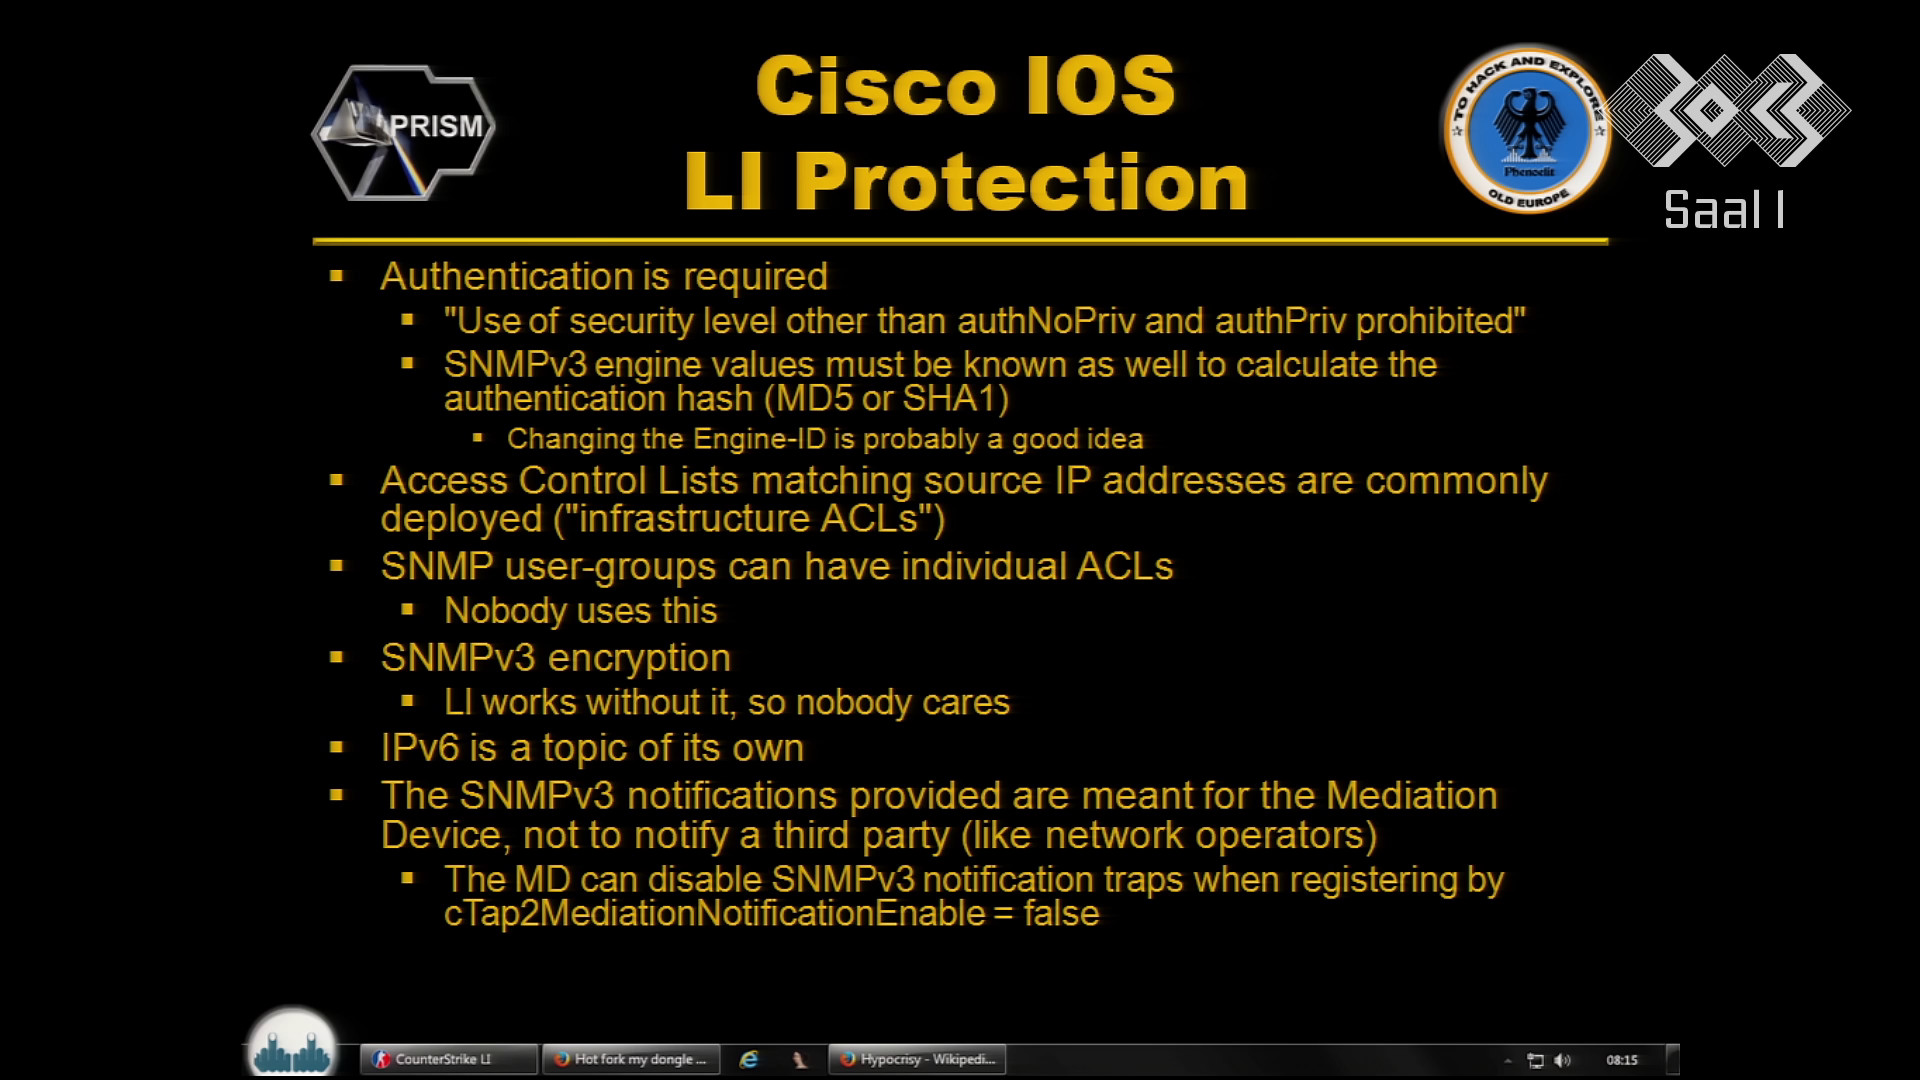 Cisco IOS
LI Protection
PRISM
TO HACK AND EXPLORE
Phenoelit
OLD EUROPE
30C3
Saal 1
Authentication is required
"Use of security level other than authNoPriv and authPriv prohibited"
SNMPv3 engine values must be known as well to calculate the
authentication hash (MD5 or SHA1)
Changing the Engine-ID is probably a good idea
Access Control Lists matching source IP addresses are commonly
deployed ("infrastructure ACLs")
SNMP user-groups can have individual ACLs
Nobody uses this
SNMPv3 encryption
LI works without it, so nobody cares
IPv6 is a topic of its own
The SNMPv3 notifications provided are meant for the Mediation
Device, not to notify a third party (like network operators)
The MD can disable SNMPv3 notification traps when registering by
cTap2MediationNotificationEnable = false
CounterStrike LI
Hot fork my dongle ...
Hypocrisy - Wikipedi...
08:15